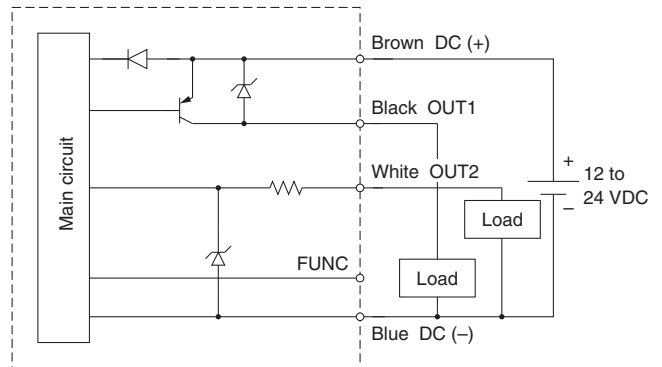 Main circuit
Brown DC (+)
Black OUT1
White OUT2
+
12 to
24 VDC
–
Load
FUNC
Load
Blue DC (–)